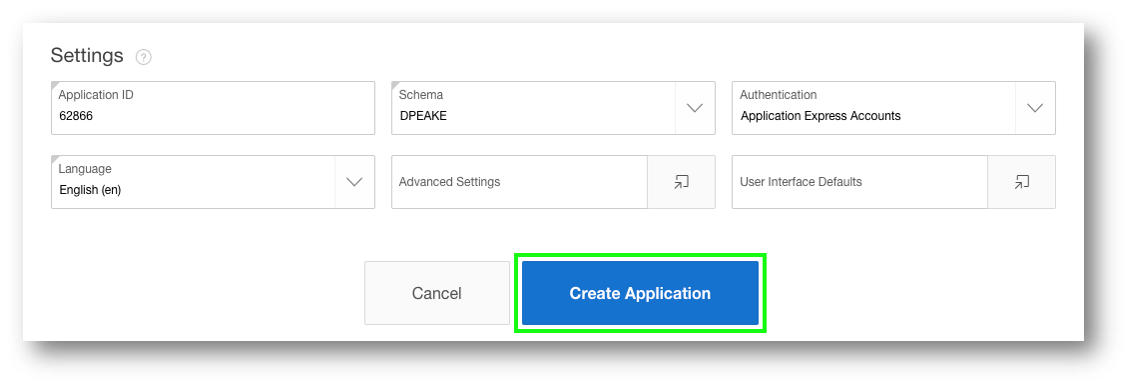 Settings ?
Application ID
62866
Schema
DPEAKE
Authentication
Application Express Accounts
Language
English (en)
Advanced Settings
User Interface Defaults
Cancel
Create Application